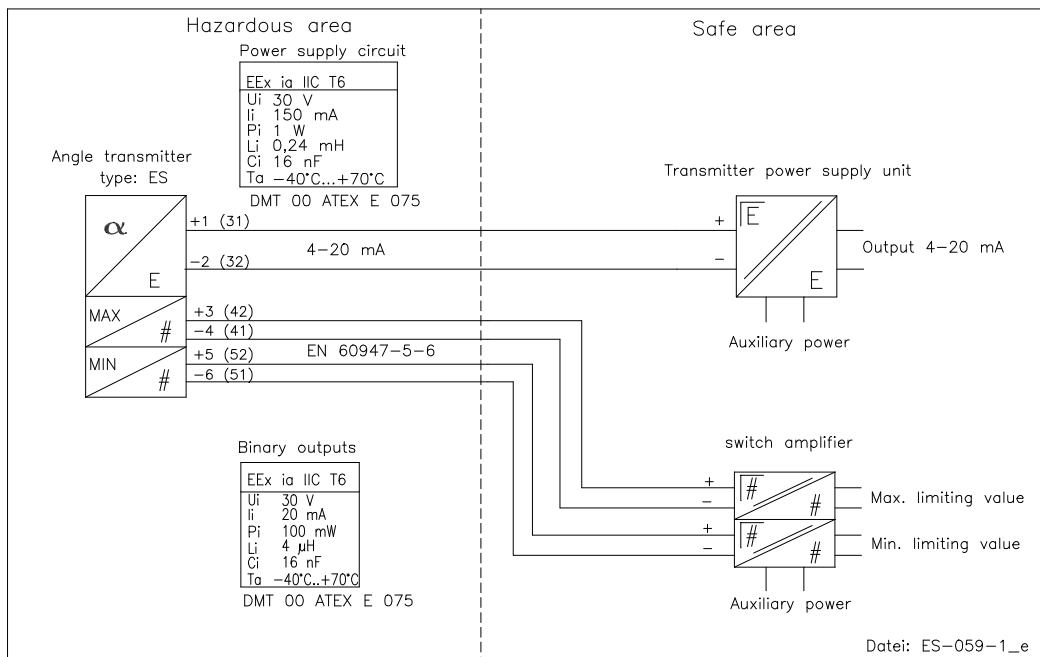 Hazardous area
Safe area
Power supply circuit
EEx ia IIC T6
Ui 30 V
Ii 150 mA
Pi 1 W
Li 0,24 mH
Ci 16 nF
Ta -40°C...+70°C
DMT 00 ATEX E 075
Angle transmitter
type: ES
α
E
+1 (31)
4-20 mA
-2 (32)
Transmitter power supply unit
+
-
E
E
Output 4-20 mA
Auxiliary power
MAX
#
+3 (42)
-4 (41)
MIN
#
+5 (52)
-6 (51)
EN 60947-5-6
Binary outputs
EEx ia IIC T6
Ui 30 V
Ii 20 mA
Pi 100 mW
Li 4 μH
Ci 16 nF
Ta -40°C..+70°C
DMT 00 ATEX E 075
switch amplifier
+
-
#
#
Max. limiting value
+
-
#
#
Min. limiting value
Auxiliary power
Datei: ES-059-1_e